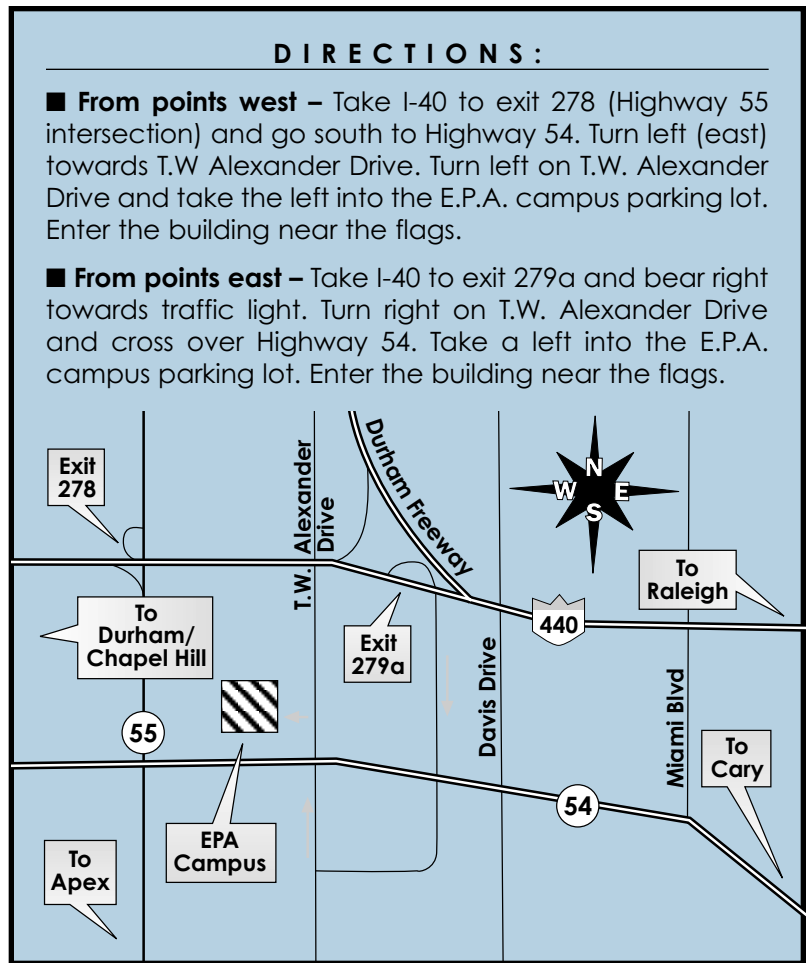 DIRECTIONS:
■ From points west – Take I-40 to exit 278 (Highway 55
intersection) and go south to Highway 54. Turn left (east)
towards T.W Alexander Drive. Turn left on T.W. Alexander
Drive and take the left into the E.P.A. campus parking lot.
Enter the building near the flags.
■ From points east – Take I-40 to exit 279a and bear right
towards traffic light. Turn right on T.W. Alexander Drive
and cross over Highway 54. Take a left into the E.P.A.
campus parking lot. Enter the building near the flags.
Exit
278
T.W. Alexander
Drive
Durham Freeway
N
W E
S
To
Raleigh
To
Durham/
Chapel Hill
Exit
279a
440
Davis Drive
Miami Blvd
55
To
Cary
54
EPA
Campus
To
Apex